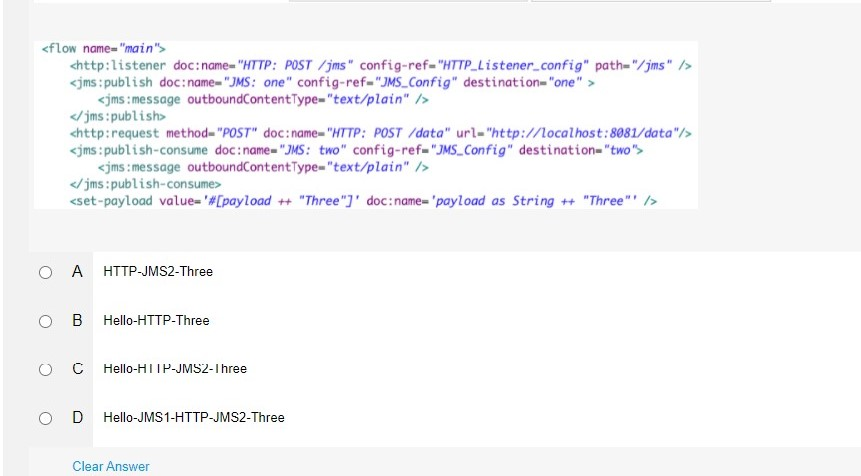 <flow name="main">
<http:listener doc:name="HTTP: POST /jms" config-ref="HTTP_Listener_config" path="/jms" />
<jms:publish doc:name="JMS: one" config-ref="JMS_Config" destination="one" >
<jms:message outboundContentType="text/plain" />
</jms:publish>
<http:request method="POST" doc:name="HTTP: POST /data" url="http://localhost:8081/data"/>
<jms:publish-consume doc:name="JMS: two" config-ref="JMS_Config" destination="two">
<jms:message outboundContentType="text/plain" />
</jms:publish-consume>
<set-payload value='#[payload ++ "Three"]' doc:name='payload as String ++ "Three"' />
A HTTP-JMS2-Three
B Hello-HTTP-Three
C Hello-HTTP-JMS2-Three
D Hello-JMS1-HTTP-JMS2-Three
Clear Answer